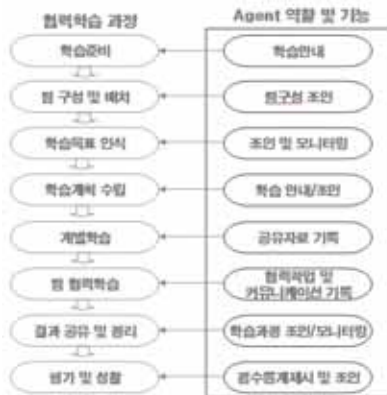 협력학습 과정
Agent 역할 및 기능
학습준비
학습안내
팀 구성 및 배치
팀구성 조언
학습목표 인식
조언 및 모니터링
학습계획 수립
학습 안내/조언
개별학습
공유자료 기록
팀 협력학습
협력작업 및
커뮤니케이션 기록
결과 공유 및 정리
학습과정 조언/모니터링
평가 및 성찰
점수통계제시 및 조언